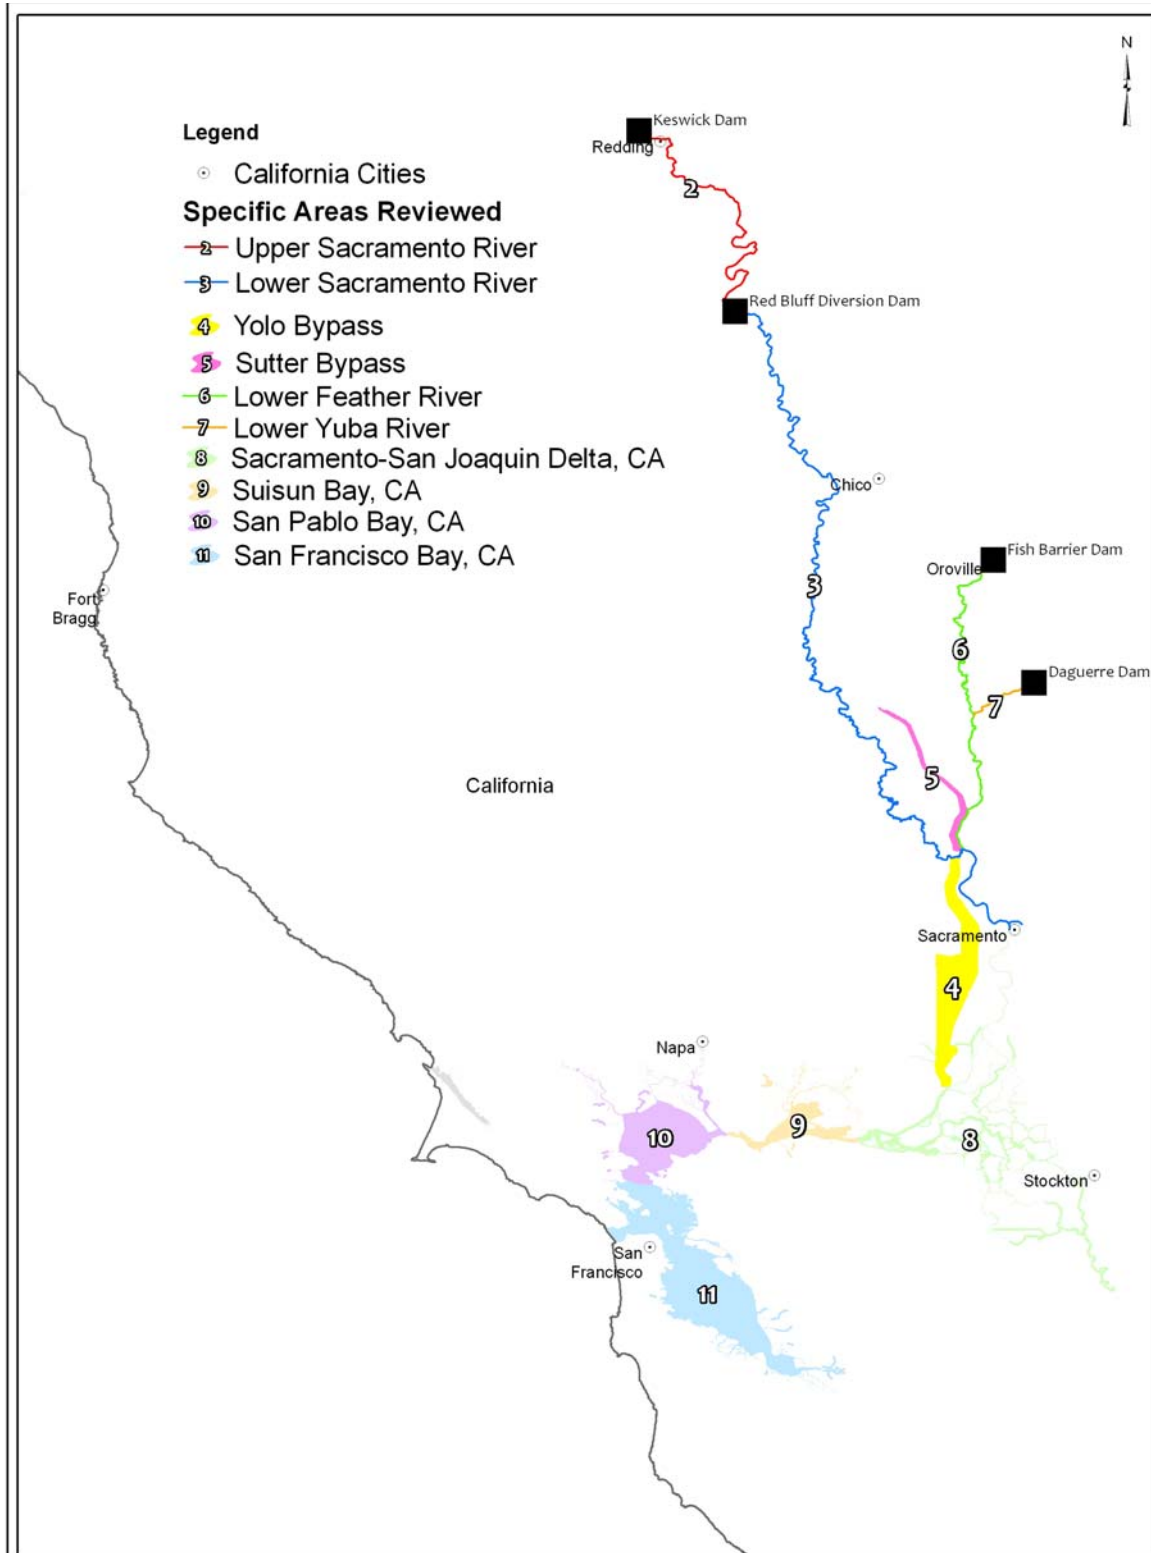 N
Legend
California Cities
Specific Areas Reviewed
2 Upper Sacramento River
3 Lower Sacramento River
4 Yolo Bypass
5 Sutter Bypass
6 Lower Feather River
7 Lower Yuba River
8 Sacramento-San Joaquin Delta, CA
9 Suisun Bay, CA
10 San Pablo Bay, CA
11 San Francisco Bay, CA
Keswick Dam
Redding
2
Red Bluff Diversion Dam
Chico
3
Fish Barrier Dam
Oroville
6
Daguerre Dam
7
Fort
Bragg
5
California
Sacramento
4
Napa
10
9
8
Stockton
San
Francisco
11